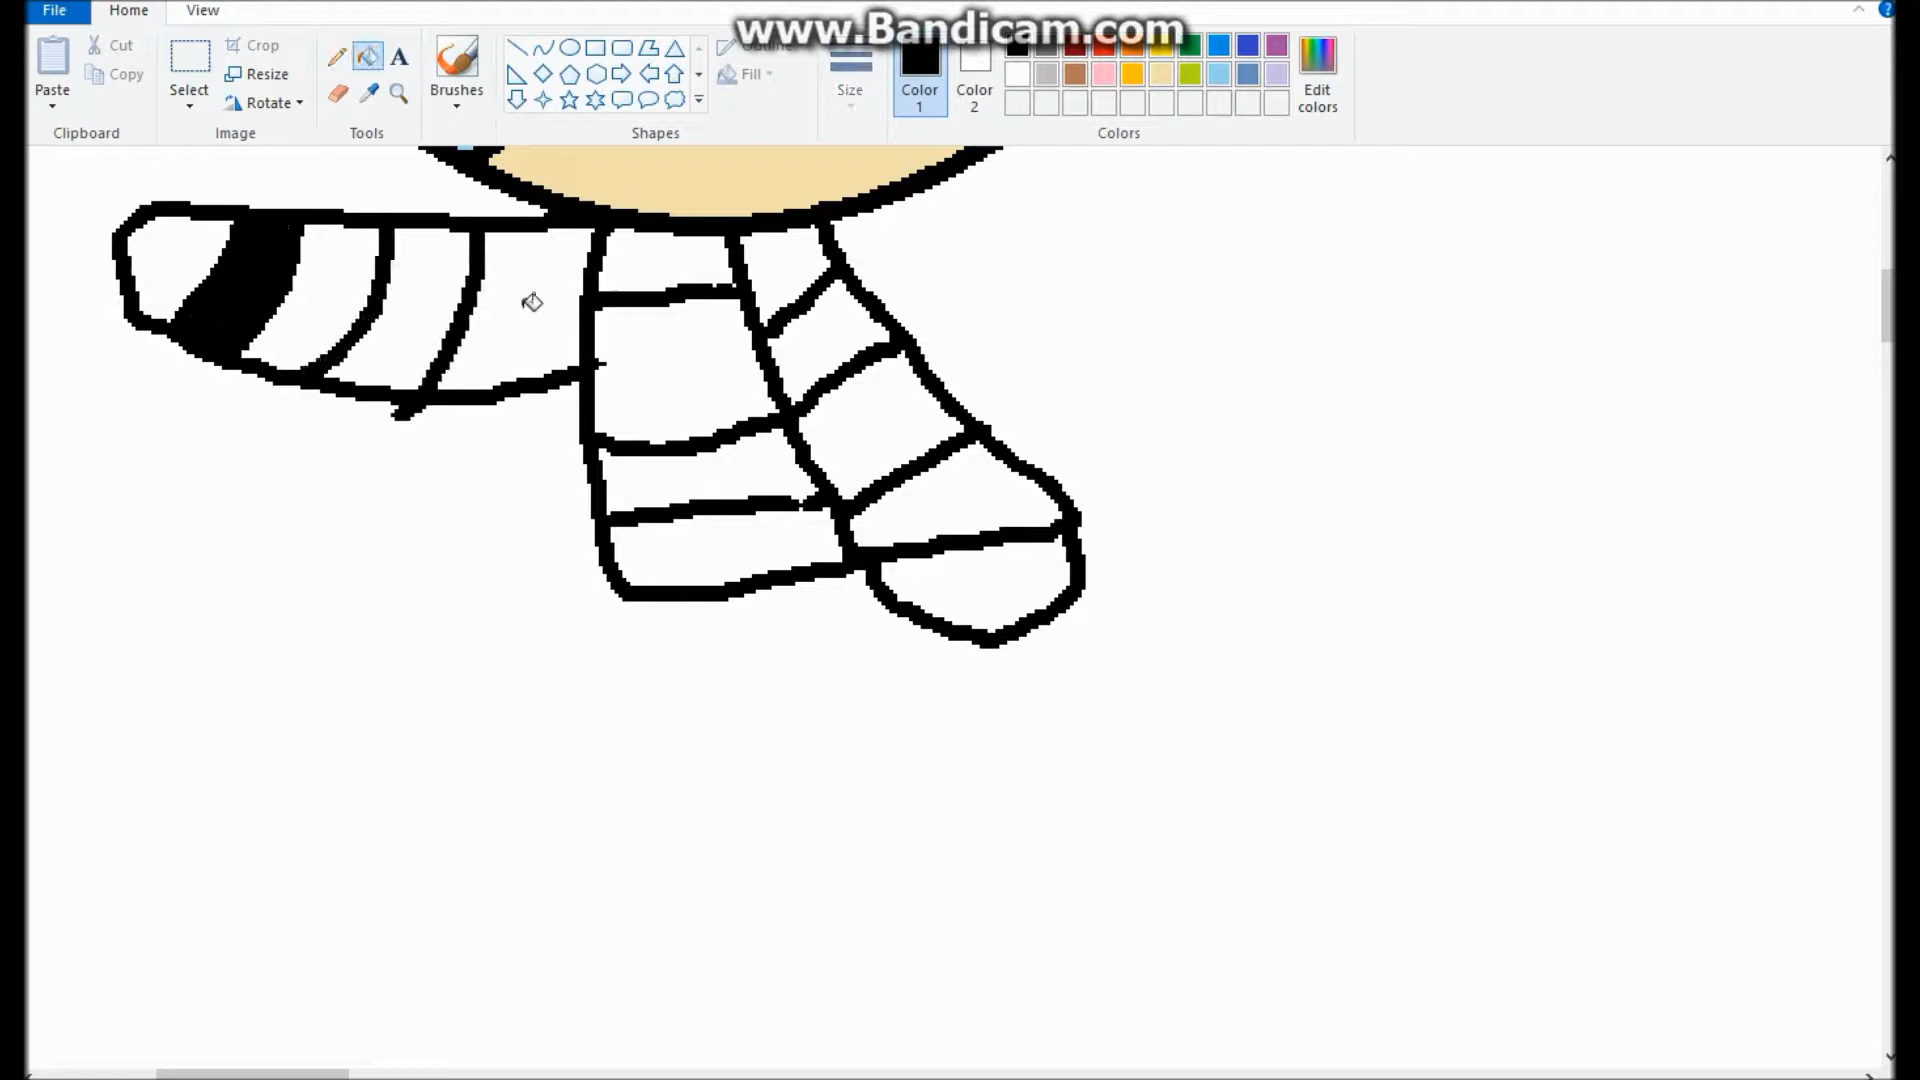 File Home View
www.Bandicam.com
Cut
Copy
Paste
Clipboard
Select
Crop
Resize
Rotate
Image
A
Tools
Brushes
Outline
Fill
Shapes
Size
Color 1
Color 2
Edit colors
Colors